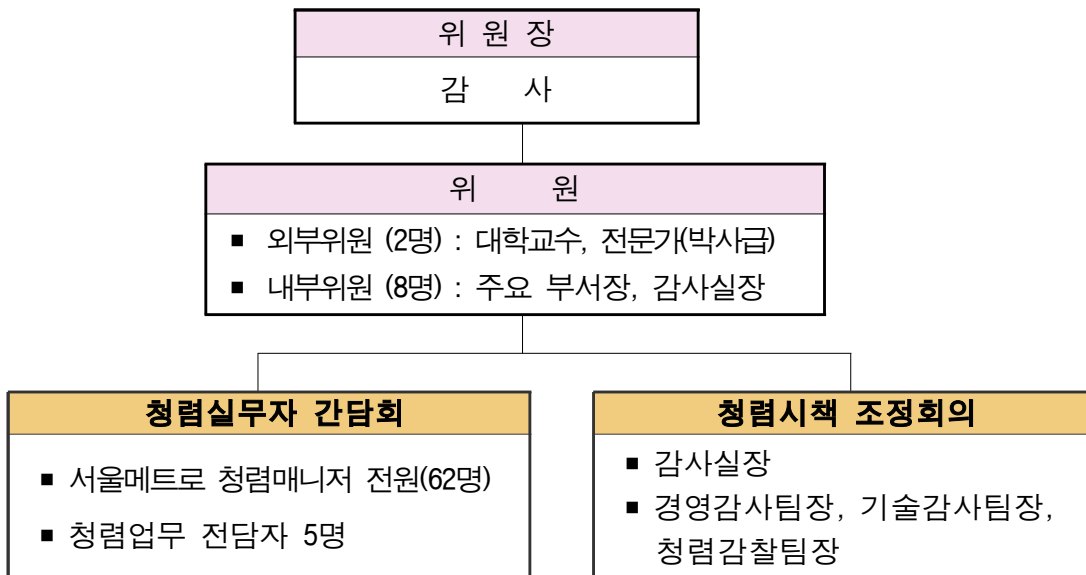 위 원 장
감 사
위 원
▪ 외부위원 (2명) : 대학교수, 전문가(박사급)
▪ 내부위원 (8명) : 주요 부서장, 감사실장
청렴실무자 간담회
▪ 서울메트로 청렴매니저 전원(62명)
▪ 청렴업무 전담자 5명
청렴시책 조정회의
▪ 감사실장
▪ 경영감사팀장, 기술감사팀장,
청렴감찰팀장